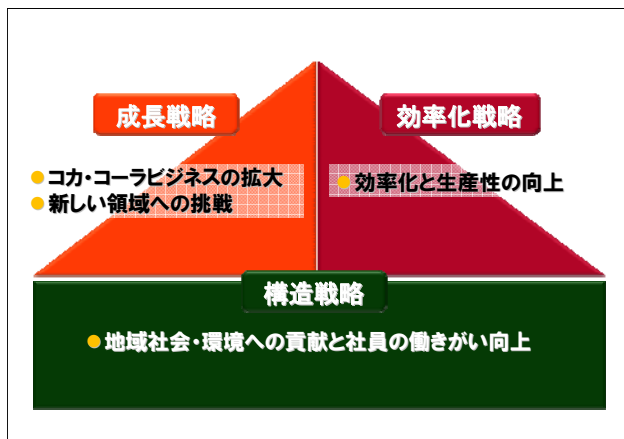 成長戦略
●コカ・コーラビジネスの拡大
●新しい領域への挑戦
効率化戦略
●効率化と生産性の向上
構造戦略
●地域社会・環境への貢献と社員の働きがい向上